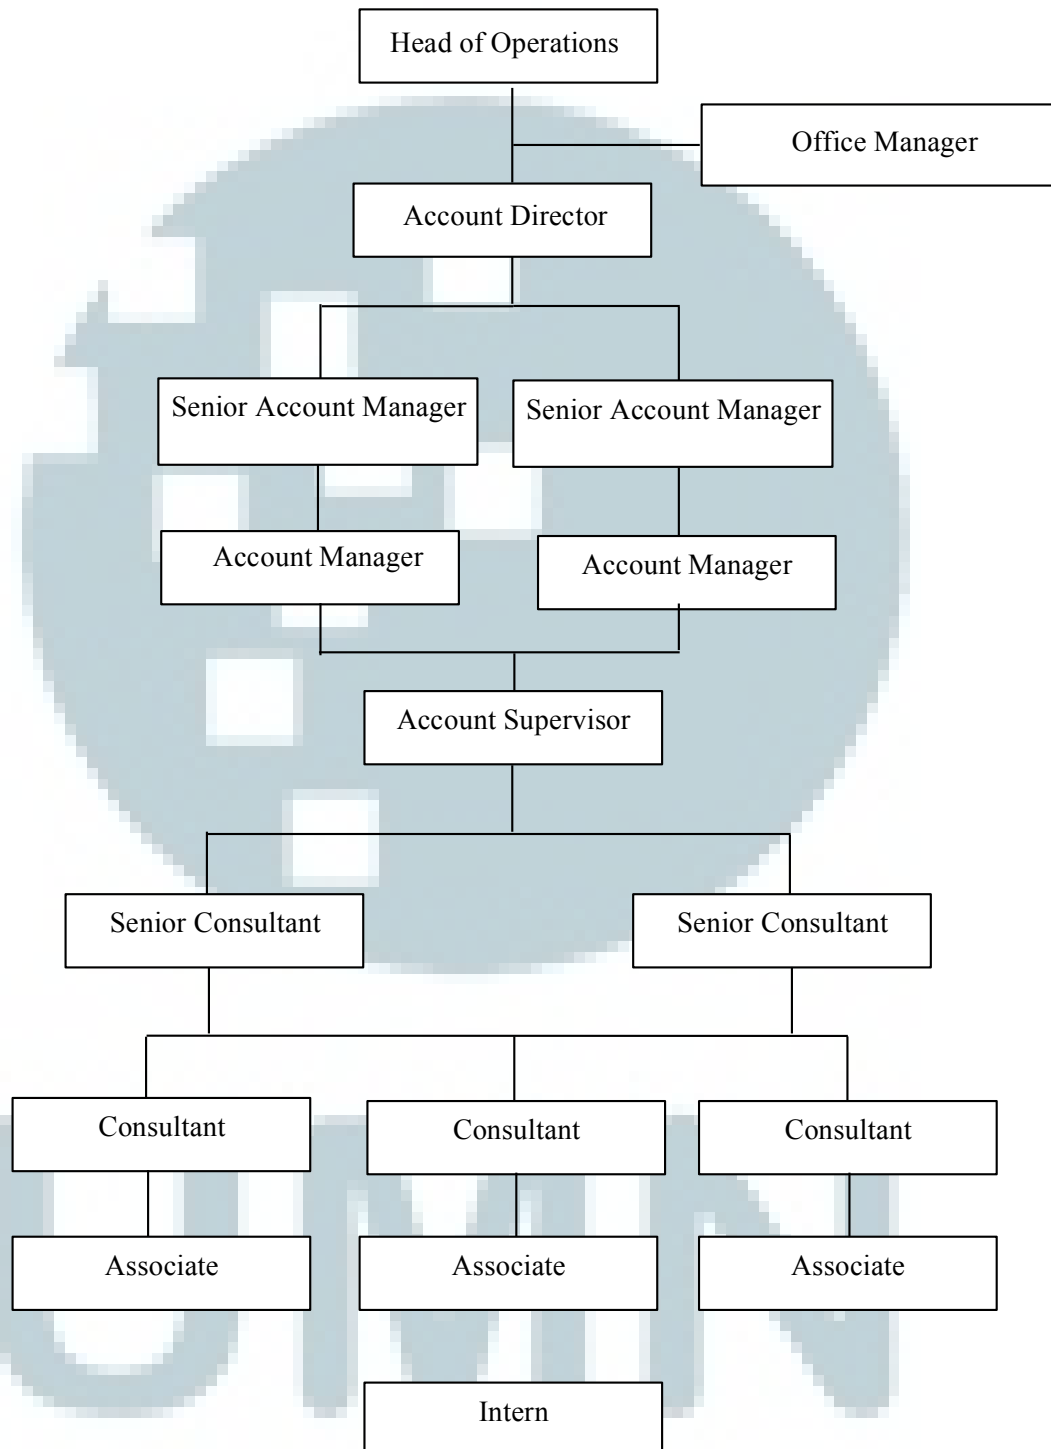 Head of Operations
Office Manager
Account Director
Senior Account Manager
Senior Account Manager
Account Manager
Account Manager
Account Supervisor
Senior Consultant
Senior Consultant
Consultant
Consultant
Consultant
Associate
Associate
Associate
Intern
UMN